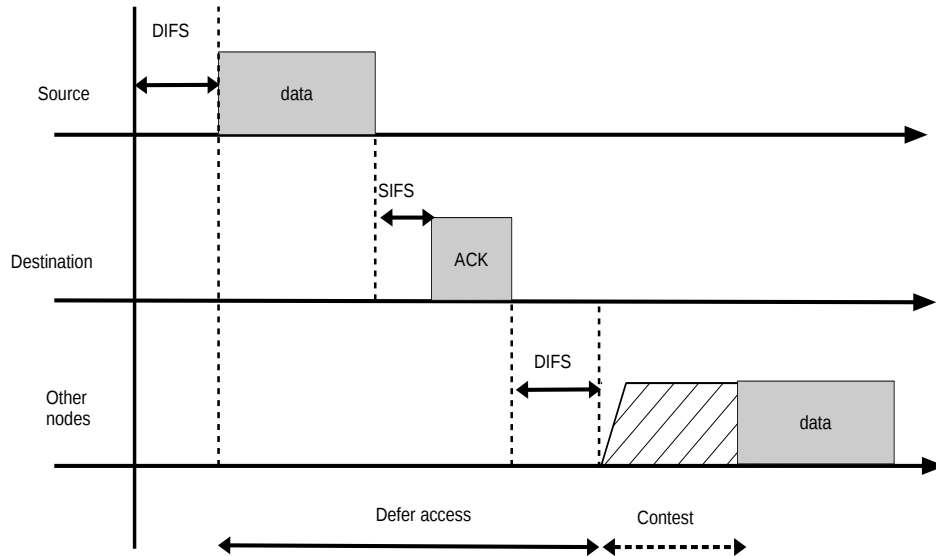 DIFS
Source
data
SIFS
Destination
ACK
DIFS
Other
nodes
data
Defer access
Contest